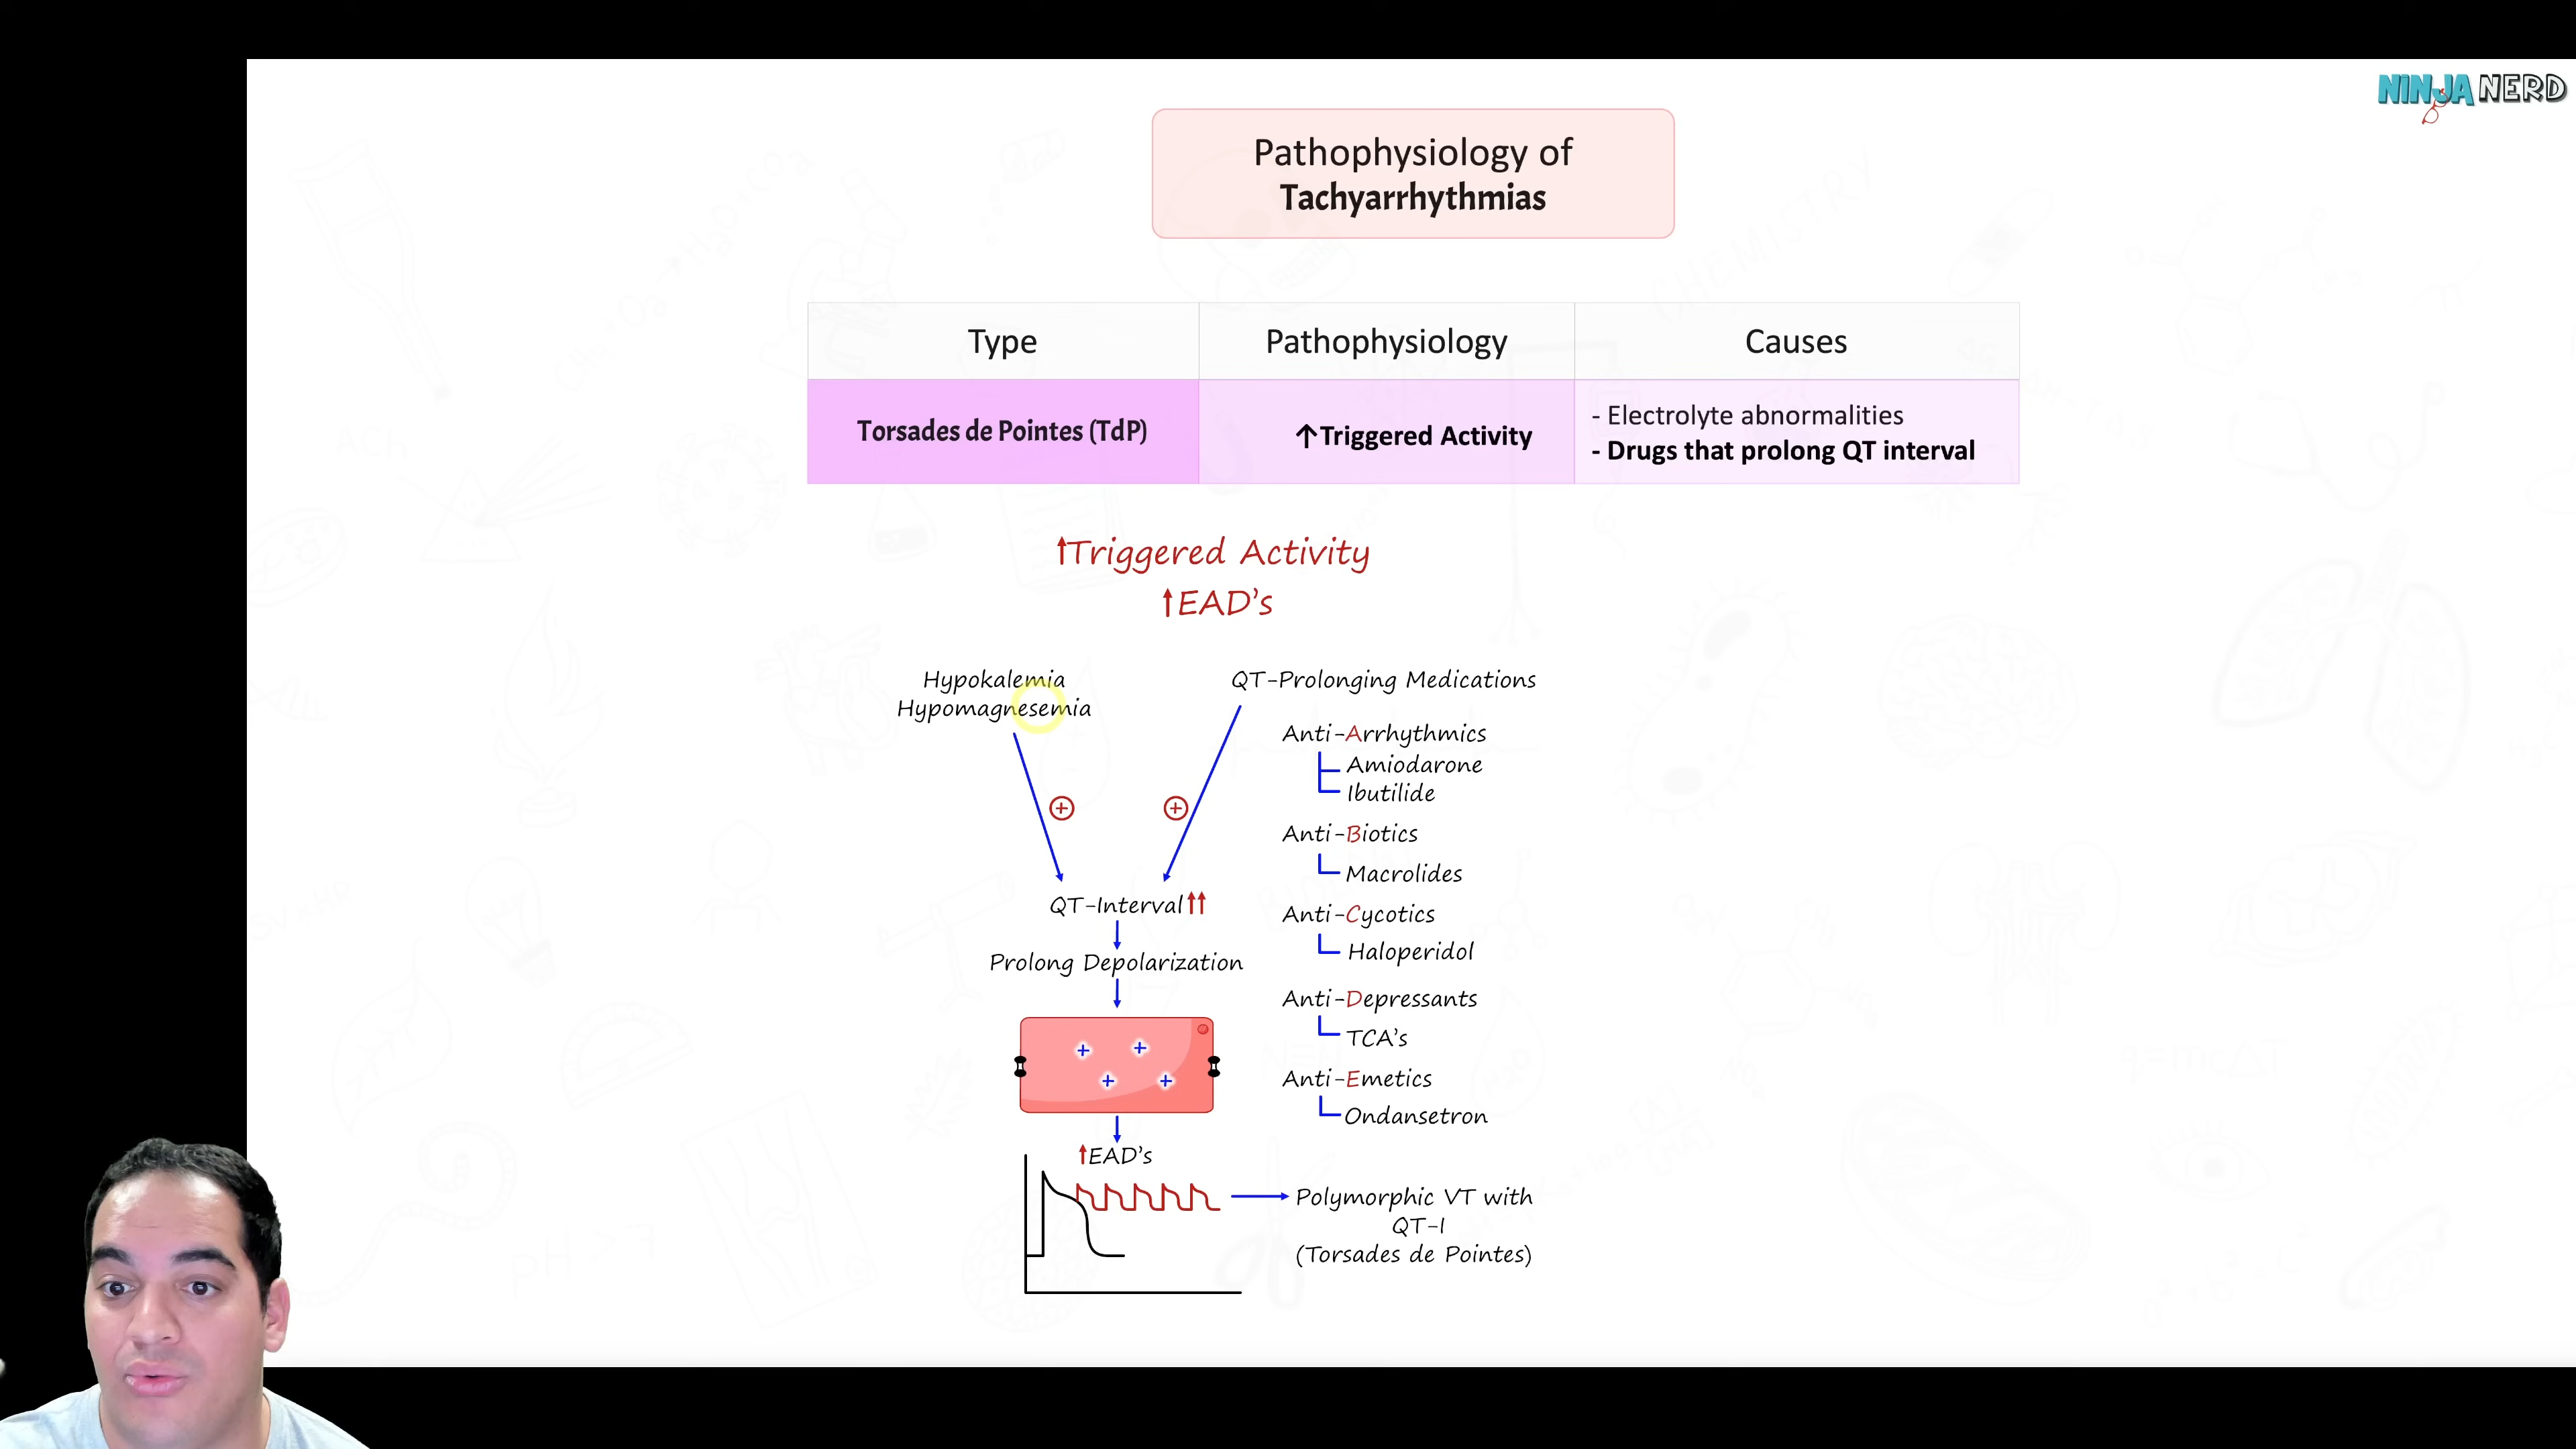 NINJA NERD
Pathophysiology of
Tachyarrhythmias
Type
Pathophysiology
Causes
Torsades de Pointes (TdP)
↑Triggered Activity
- Electrolyte abnormalities
- Drugs that prolong QT interval
↑Triggered Activity
↑EAD's
Hypokalemia
Hypomagnesemia
QT-Prolonging Medications
Anti-Arrhythmics
Amiodarone
Ibutilide
Anti-Biotics
Macrolides
Anti-Cycotics
Haloperidol
Anti-Depressants
TCA's
Anti-Emetics
Ondansetron
+
+
QT-Interval↑↑
Prolong Depolarization
+ +
+ +
↑EAD's
Polymorphic VT with
QT-I
(Torsades de Pointes)
CHEMISTRY
ACh